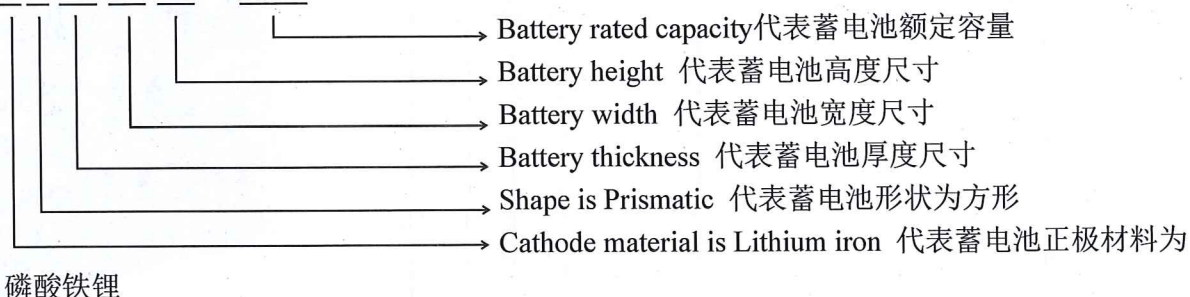 Battery rated capacity代表蓄电池额定容量
Battery height 代表蓄电池高度尺寸
Battery width 代表蓄电池宽度尺寸
Battery thickness 代表蓄电池厚度尺寸
Shape is Prismatic 代表蓄电池形状为方形
Cathode material is Lithium iron 代表蓄电池正极材料为
磷酸铁锂